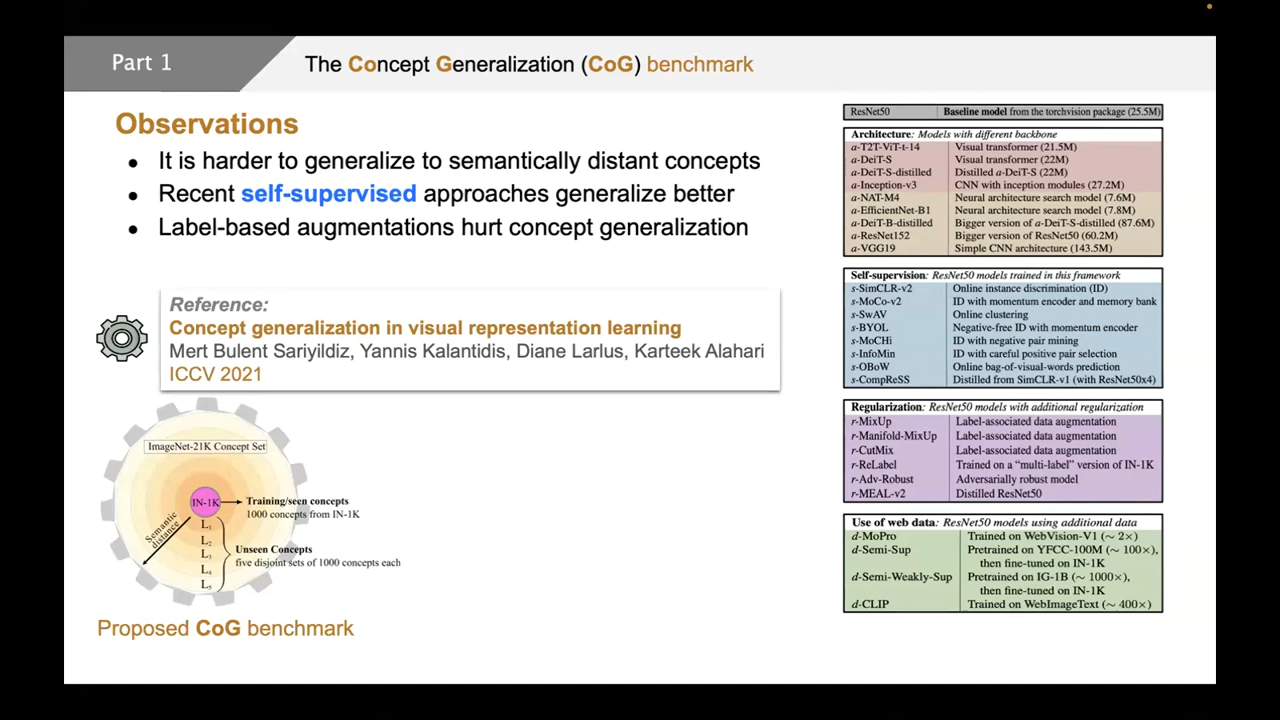 Part 1
The Concept Generalization (CoG) benchmark
Observations
• It is harder to generalize to semantically distant concepts
• Recent self-supervised approaches generalize better
• Label-based augmentations hurt concept generalization
Reference:
Concept generalization in visual representation learning
Mert Bulent Sariyildiz, Yannis Kalantidis, Diane Larlus, Karteek Alahari
ICCV 2021
ImageNet-21K Concept Set
IN-1K
Training/seen concepts
1000 concepts from IN-1K
Semantic
distance
L1
L2
L3
L4
L5
Unseen Concepts
five disjoint sets of 1000 concepts each
Proposed CoG benchmark
ResNet50 Baseline model from the torchvision package (25.5M)
Architecture: Models with different backbone
a-T2T-ViT-t-14 Visual transformer (21.5M)
a-DeiT-S Visual transformer (22M)
a-DeiT-S-distilled Distilled a-DeiT-S (22M)
a-Inception-v3 CNN with inception modules (27.2M)
a-NAT-M4 Neural architecture search model (7.6M)
a-EfficientNet-B1 Neural architecture search model (7.8M)
a-DeiT-B-distilled Bigger version of a-DeiT-S-distilled (87.6M)
a-ResNet152 Bigger version of ResNet50 (60.2M)
a-VGG19 Simple CNN architecture (143.5M)
Self-supervision: ResNet50 models trained in this framework
s-SimCLR-v2 Online instance discrimination (ID)
s-MoCo-v2 ID with momentum encoder and memory bank
s-SwAV Online clustering
s-BYOL Negative-free ID with momentum encoder
s-MoCHi ID with negative pair mining
s-InfoMin ID with careful positive pair selection
s-OBoW Online bag-of-visual-words prediction
s-CompReSS Distilled from SimCLR-v1 (with ResNet50x4)
Regularization: ResNet50 models with additional regularization
r-MixUp Label-associated data augmentation
r-Manifold-MixUp Label-associated data augmentation
r-CutMix Label-associated data augmentation
r-ReLabel Trained on a “multi-label” version of IN-1K
r-Adv-Robust Adversarially robust model
r-MEAL-v2 Distilled ResNet50
Use of web data: ResNet50 models using additional data
d-MoPro Trained on WebVision-V1 (∼ 2×)
d-Semi-Sup Pretrained on YFCC-100M (∼ 100×),
then fine-tuned on IN-1K
d-Semi-Weakly-Sup Pretrained on IG-1B (∼ 1000×),
then fine-tuned on IN-1K
d-CLIP Trained on WebImageText (∼ 400×)